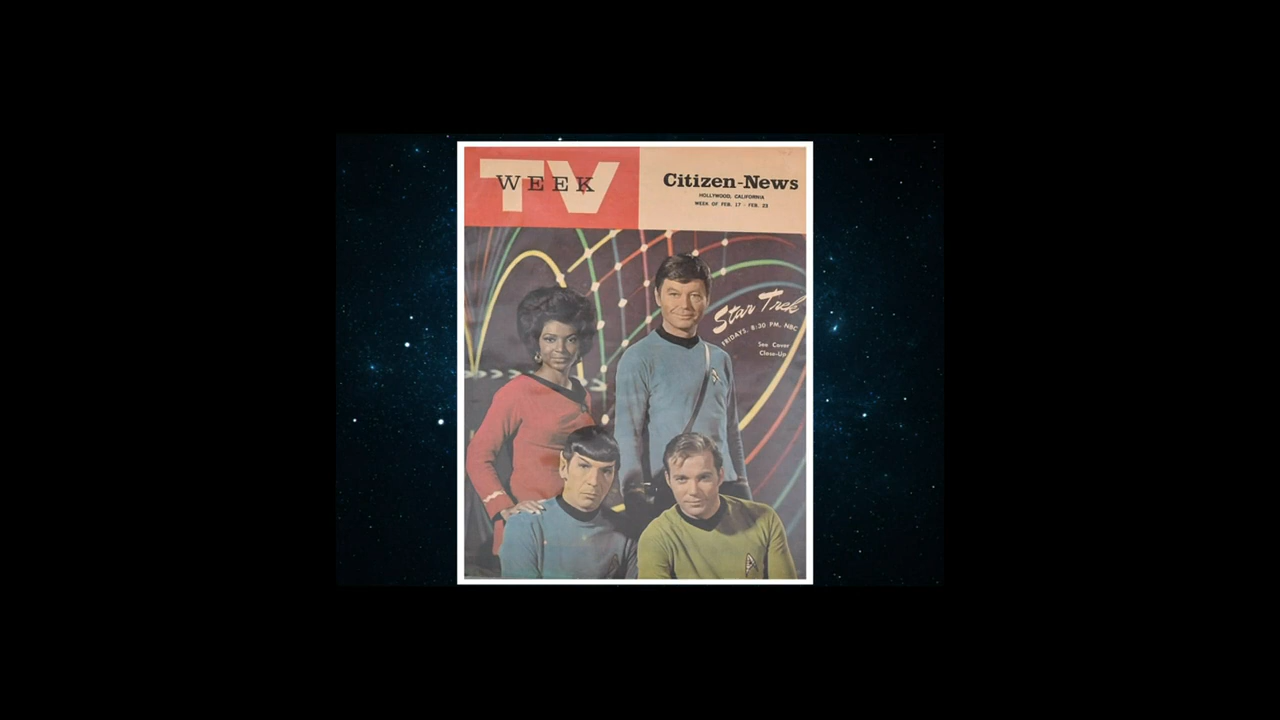 TV WEEK
Citizen-News
HOLLYWOOD, CALIFORNIA
WEEK OF FEB. 17 - FEB. 23
Star Trek
FRIDAYS, 8:30 PM, NBC
See Cover
Close-Up